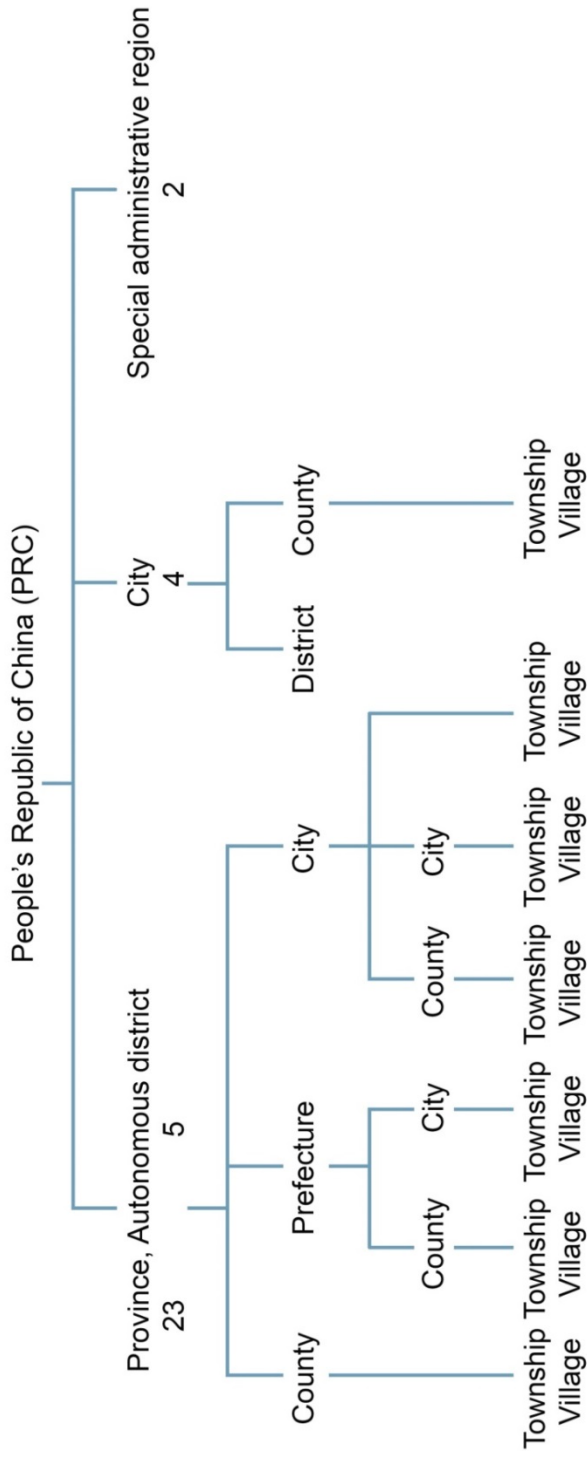 People's Republic of China (PRC)
Province, Autonomous district
23
5
City
4
Special administrative region
2
County
Prefecture
City
District
County
County
City
County
City
Township
Village
Township
Village
Township
Village
Township
Village
Township
Village
Township
Village
Township
Village